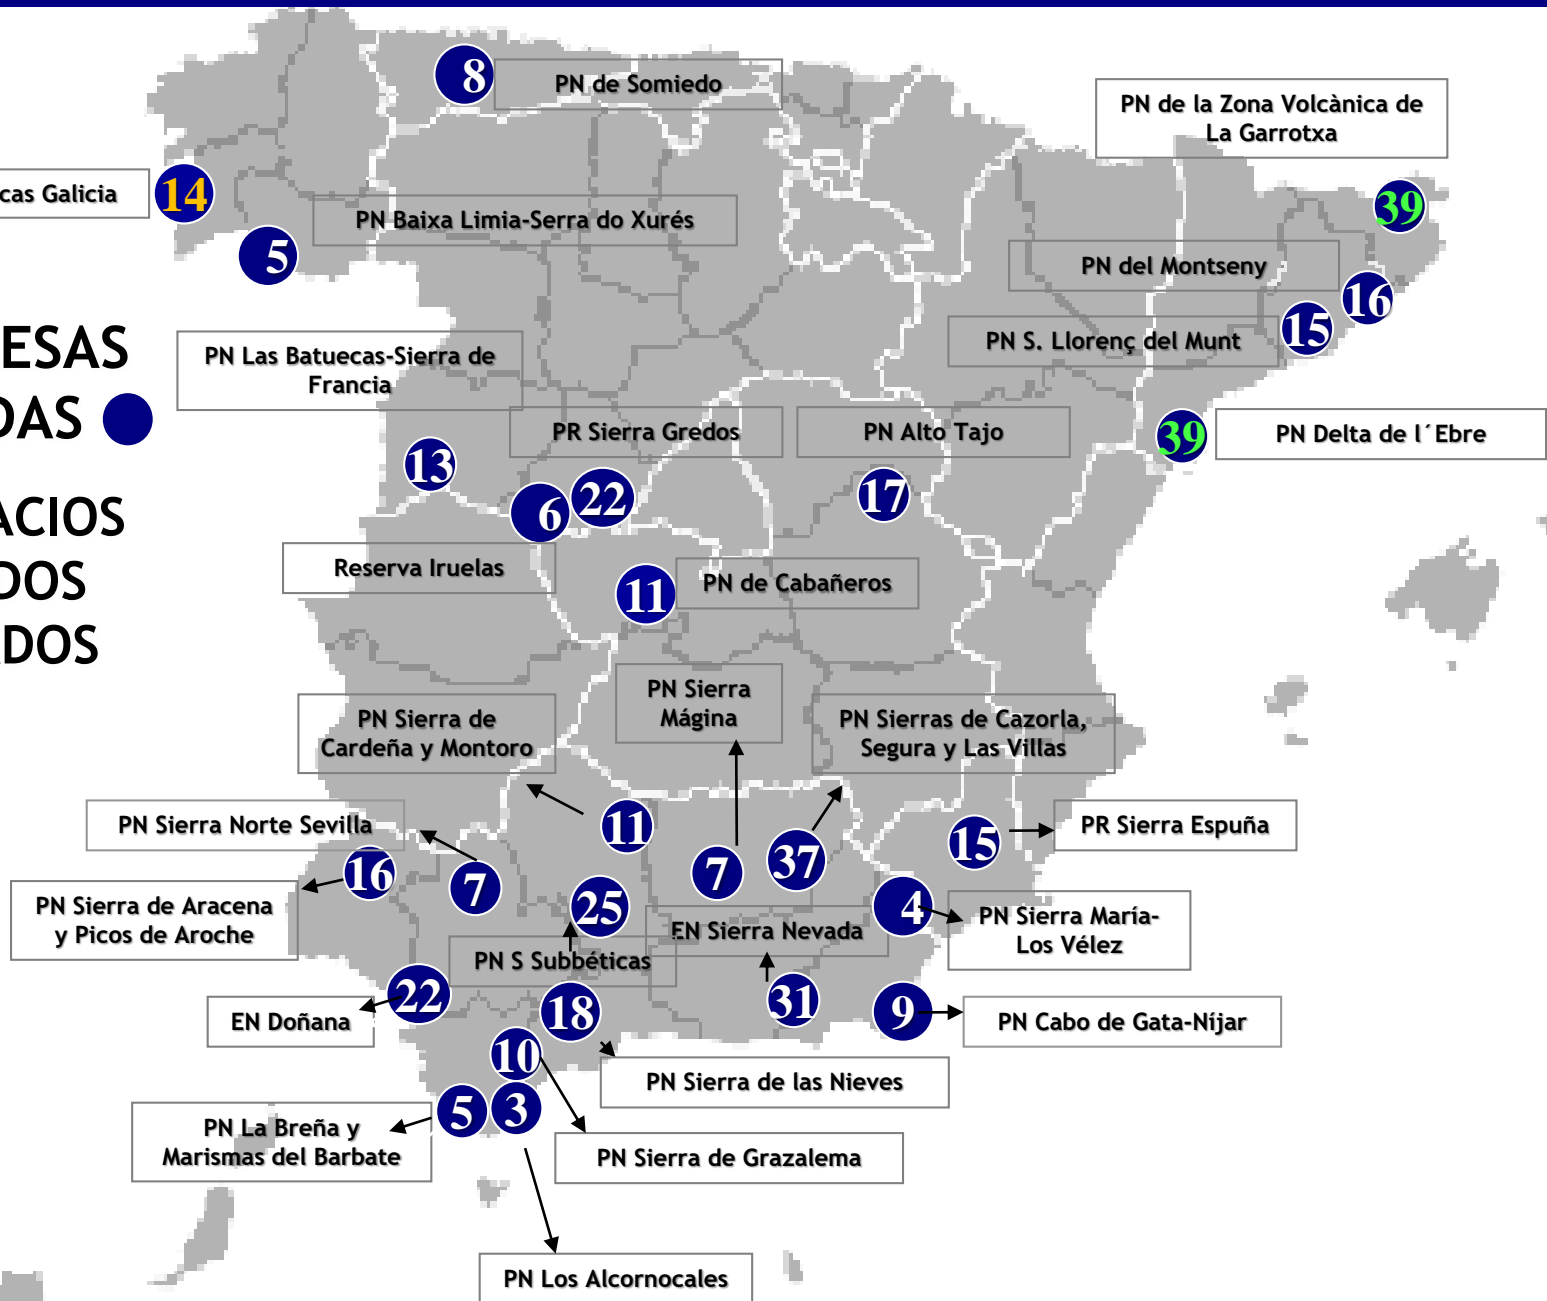 8
PN de Somiedo
PN de la Zona Volcànica de
La Garrotxa
cas Galicia
14
39
PN Baixa Limia-Serra do Xurés
5
PN del Montseny
16
ESAS
DAS
PN Las Batuecas-Sierra de
Francia
PN S. Llorenç del Munt
15
PR Sierra Gredos
PN Alto Tajo
39
PN Delta de l´Ebre
13
6
22
17
ACIOS
DOS
ADOS
Reserva Iruelas
11
PN de Cabañeros
PN Sierra
Mágina
PN Sierra de
Cardeña y Montoro
PN Sierras de Cazorla,
Segura y Las Villas
PN Sierra Norte Sevilla
11
15
PR Sierra Espuña
16
7
7
37
PN Sierra de Aracena
y Picos de Aroche
25
EN Sierra Nevada
4
PN Sierra María-
Los Vélez
PN S Subbéticas
22
EN Doñana
18
31
9
PN Cabo de Gata-Níjar
10
PN Sierra de las Nieves
5
3
PN La Breña y
Marismas del Barbate
PN Sierra de Grazalema
PN Los Alcornocales